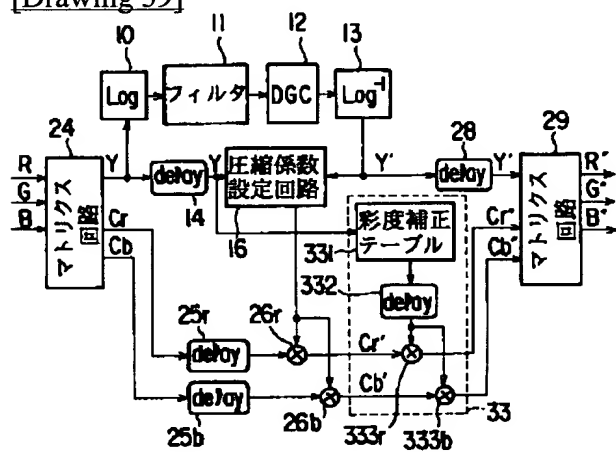 [Drawing 39]
10
11
12
13
Log
フィルタ
DGC
Log⁻¹
24
28
29
R
G
B
マトリクス回路
Y
delay
14
Y
圧縮係数
設定回路
16
Y'
delay
Y'
マトリクス回路
R"
G"
B"
Cr
Cb
彩度補正
テーブル
331
332
delay
Cr"
Cb"
25r
delay
26r
Cr'
333r
25b
delay
26b
Cb'
333b
33